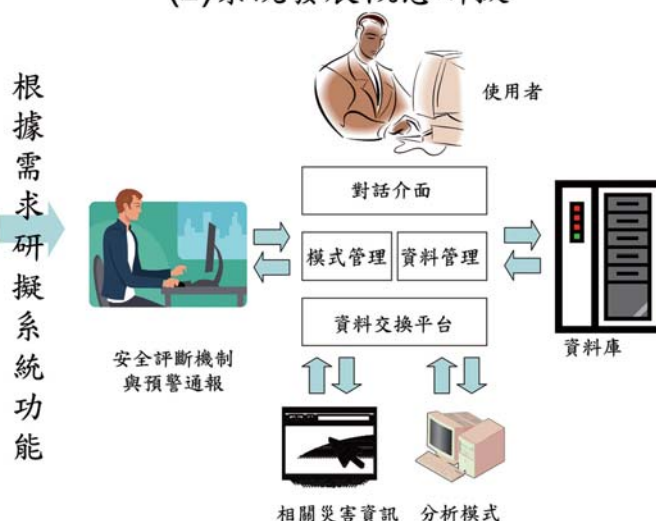 根據需求研擬系統功能
使用者
對話介面
模式管理
資料管理
資料交換平台
安全評斷機制
與預警通報
資料庫
相關災害資訊
分析模式